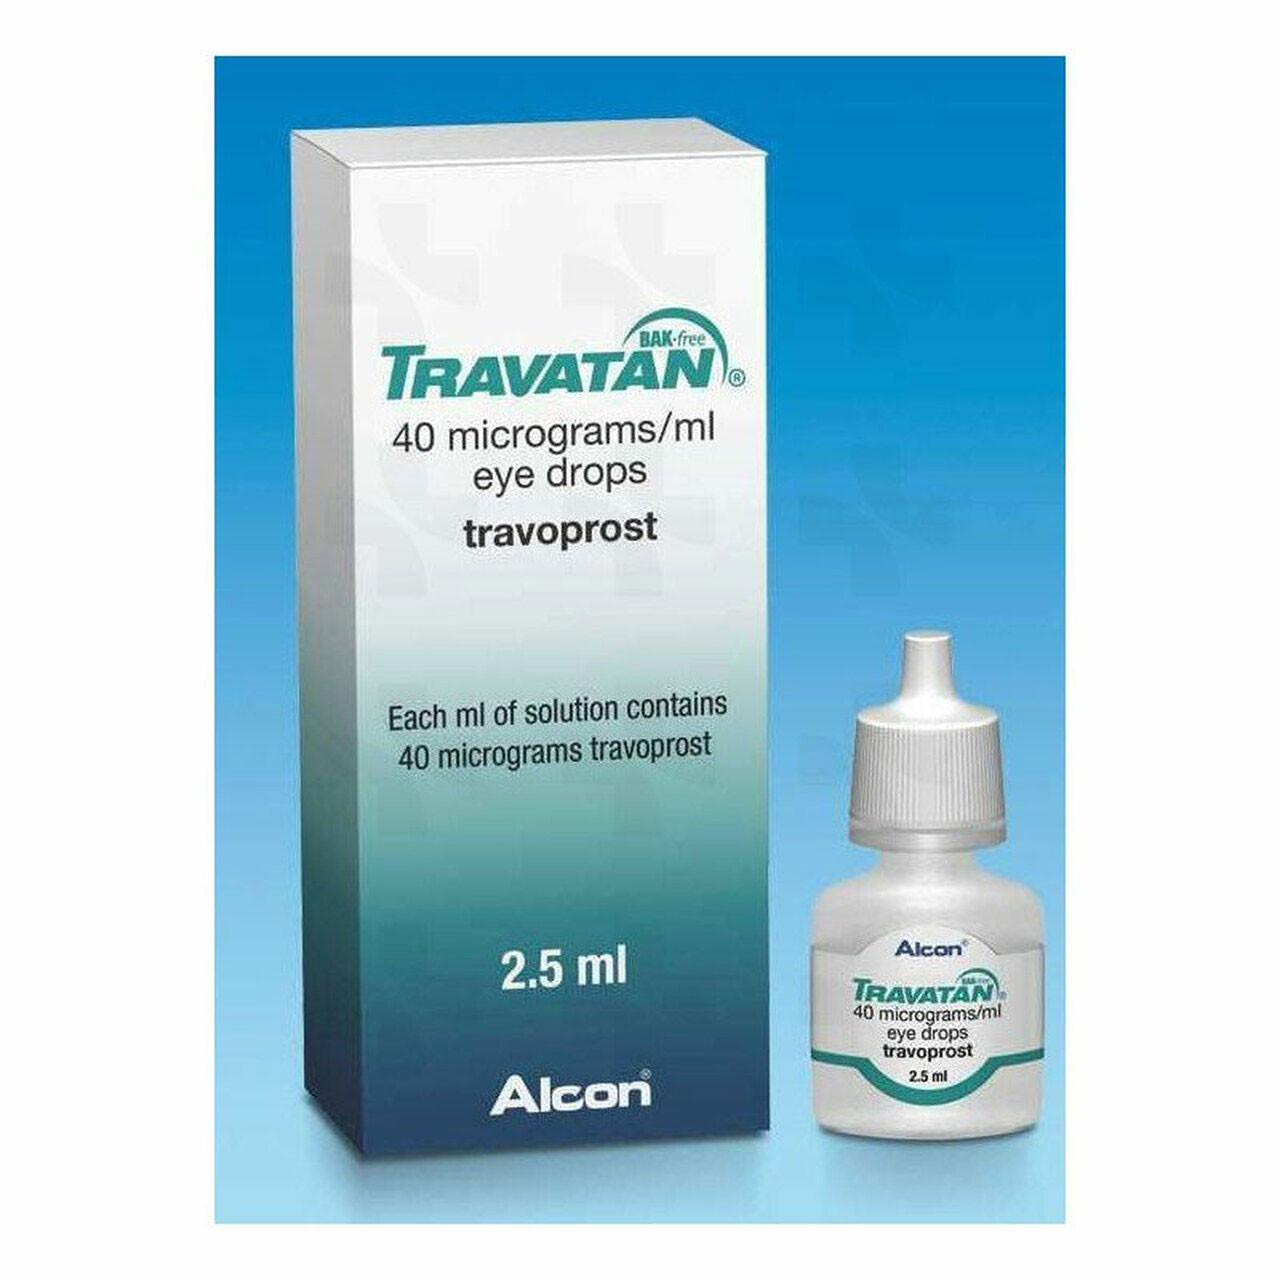 BAK-free
TRAVATAN®
40 micrograms/ml
eye drops
travoprost
Each ml of solution contains
40 micrograms travoprost
2.5 ml
Alcon®
Alcon®
BAK-free
TRAVATAN®
40 micrograms/ml
eye drops
travoprost
2.5 ml